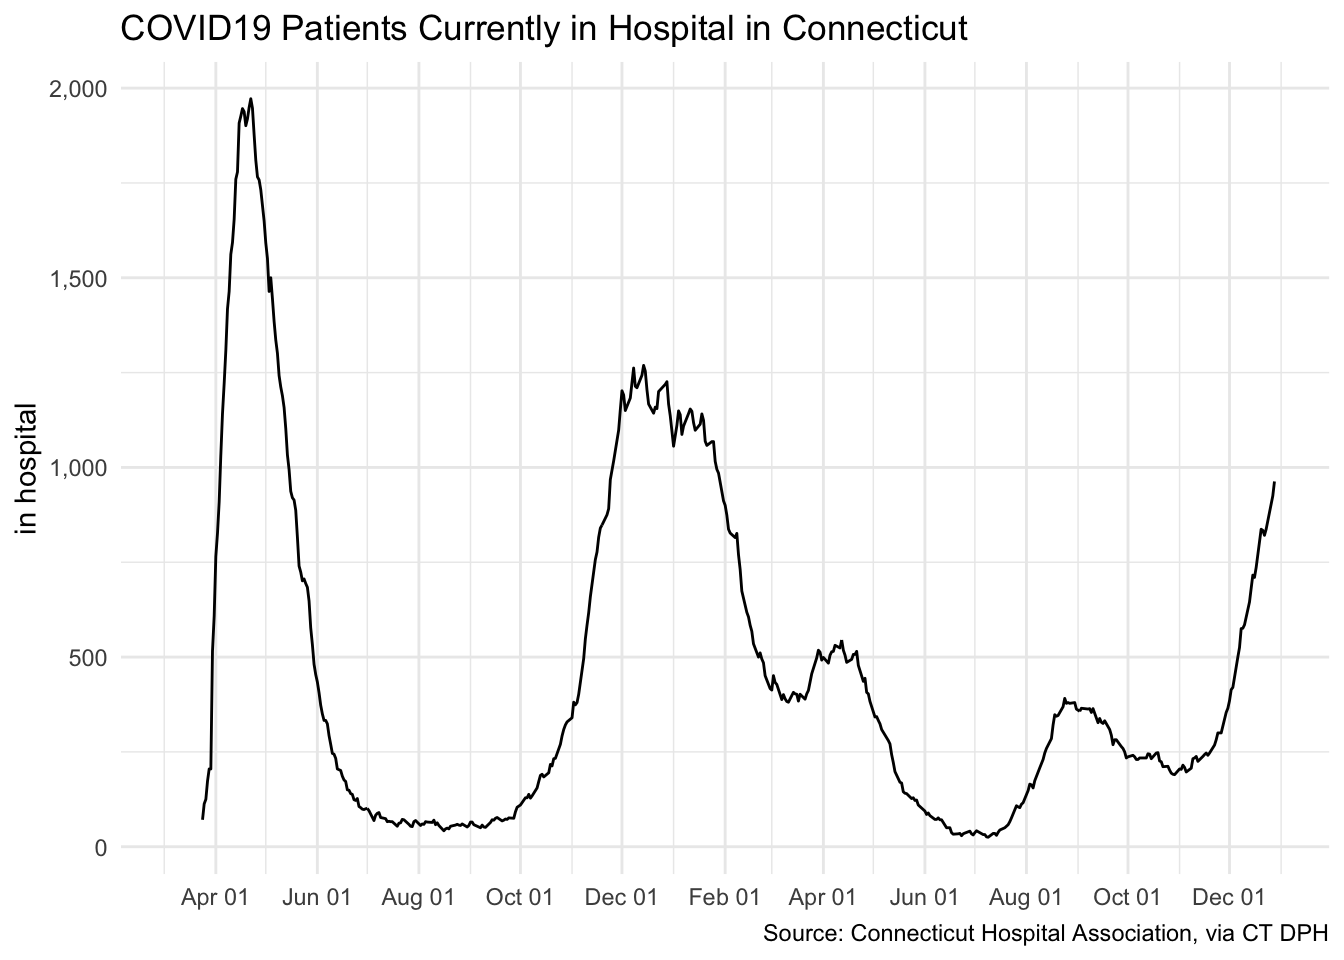 COVID19 Patients Currently in Hospital in Connecticut
2,000
1,500
1,000
500
0
in hospital
Apr 01 Jun 01 Aug 01 Oct 01 Dec 01 Feb 01 Apr 01 Jun 01 Aug 01 Oct 01 Dec 01
Source: Connecticut Hospital Association, via CT DPH